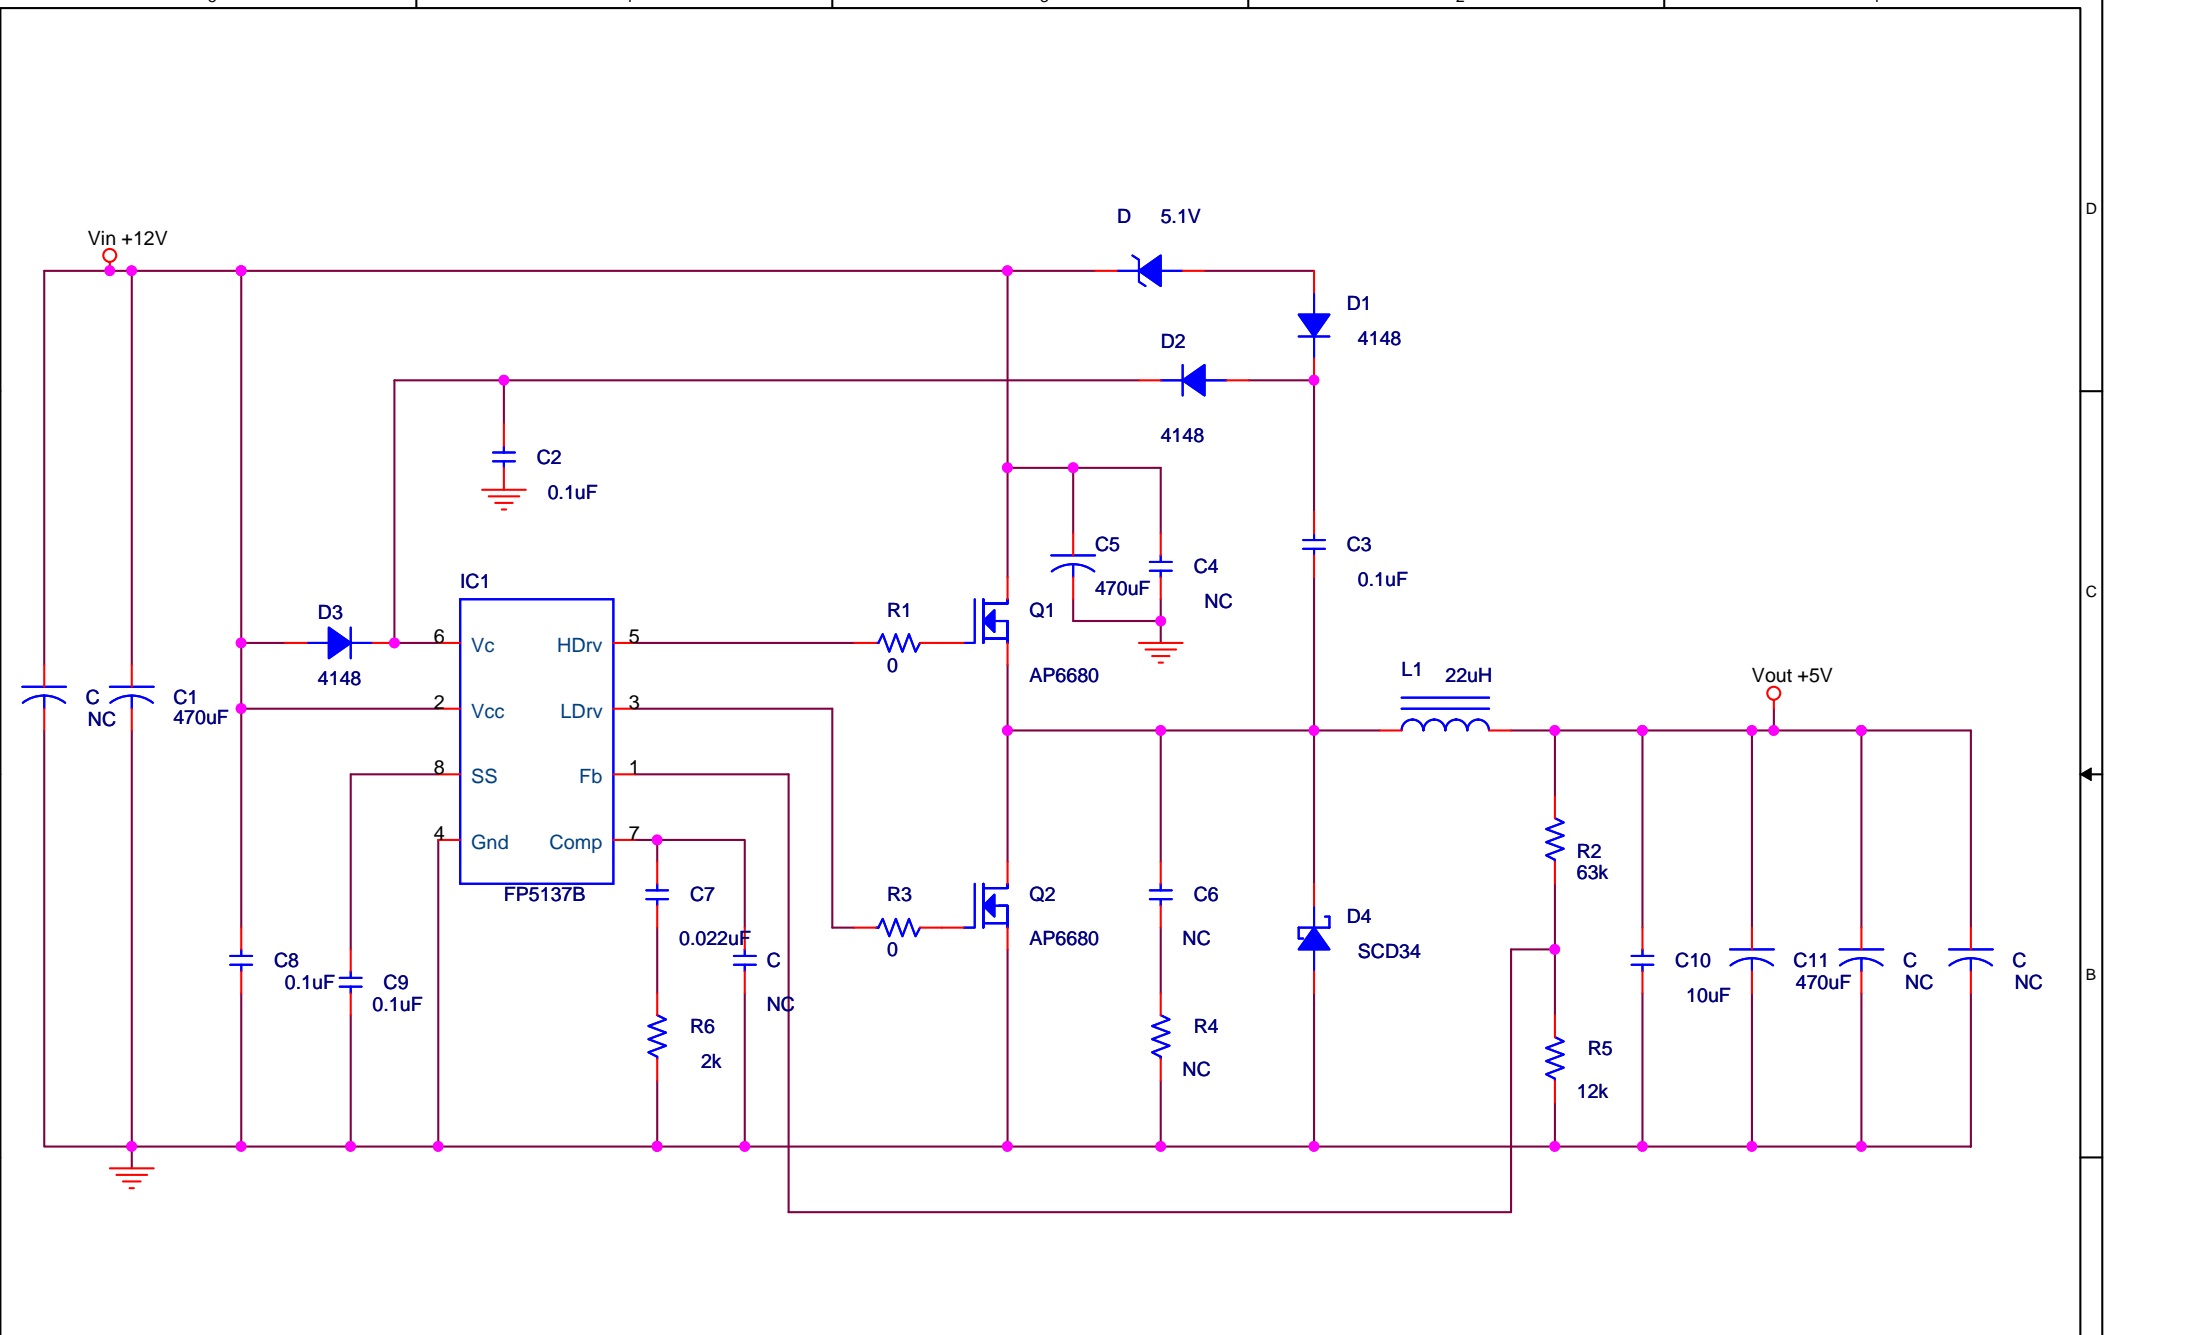 2
D
D 5.1V
Vin +12V
D1
4148
D2
4148
C2
0.1uF
C5
470uF
C4
NC
C3
0.1uF
C
IC1
D3
4148
6 Vc HDrv 5
2 Vcc LDrv 3
8 SS Fb 1
4 Gnd Comp 7
FP5137B
R1
0
Q1
AP6680
C
NC
C1
470uF
L1 22uH
Vout +5V
R2
63k
C7
0.022uF
C
NC
R3
0
Q2
AP6680
C6
NC
D4
SCD34
C8
0.1uF
C9
0.1uF
R6
2k
R4
NC
R5
12k
C10
10uF
C11
470uF
C
NC
C
NC
B